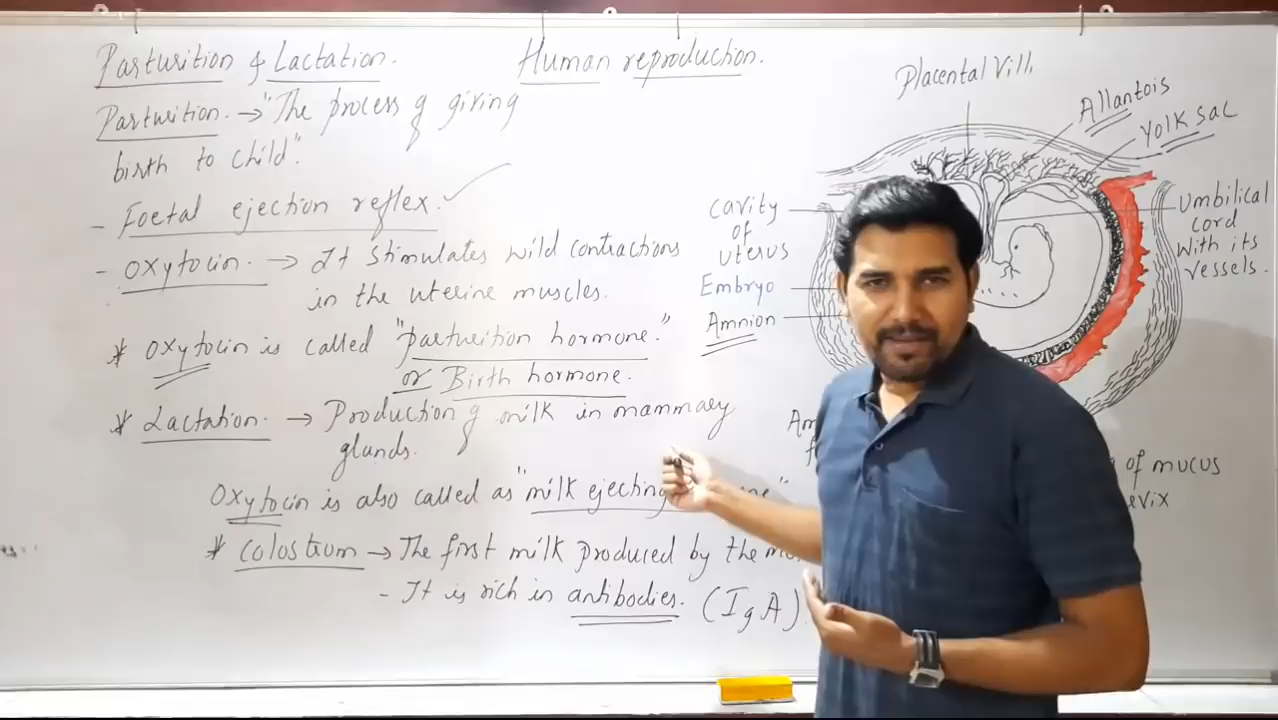 Parturition & Lactation.
Human reproduction.
Parturition. → "The process of giving
birth to child".
- Foetal ejection reflex. ✓
- Oxytocin. → It stimulates wild contractions
in the uterine muscles.
* Oxytocin is called "parturition hormone."
or Birth hormone.
* Lactation. → Production of milk in mammary
glands.
Oxytocin is also called as "milk ejecting
* Colostrum → The first milk produced by the
- It is rich in antibodies. (IgA).
Placental Villi
Allantois
Yolk sac
Umbilical
cord
with its
vessels.
cavity
of
uterus
Embryo
Amnion
of mucus